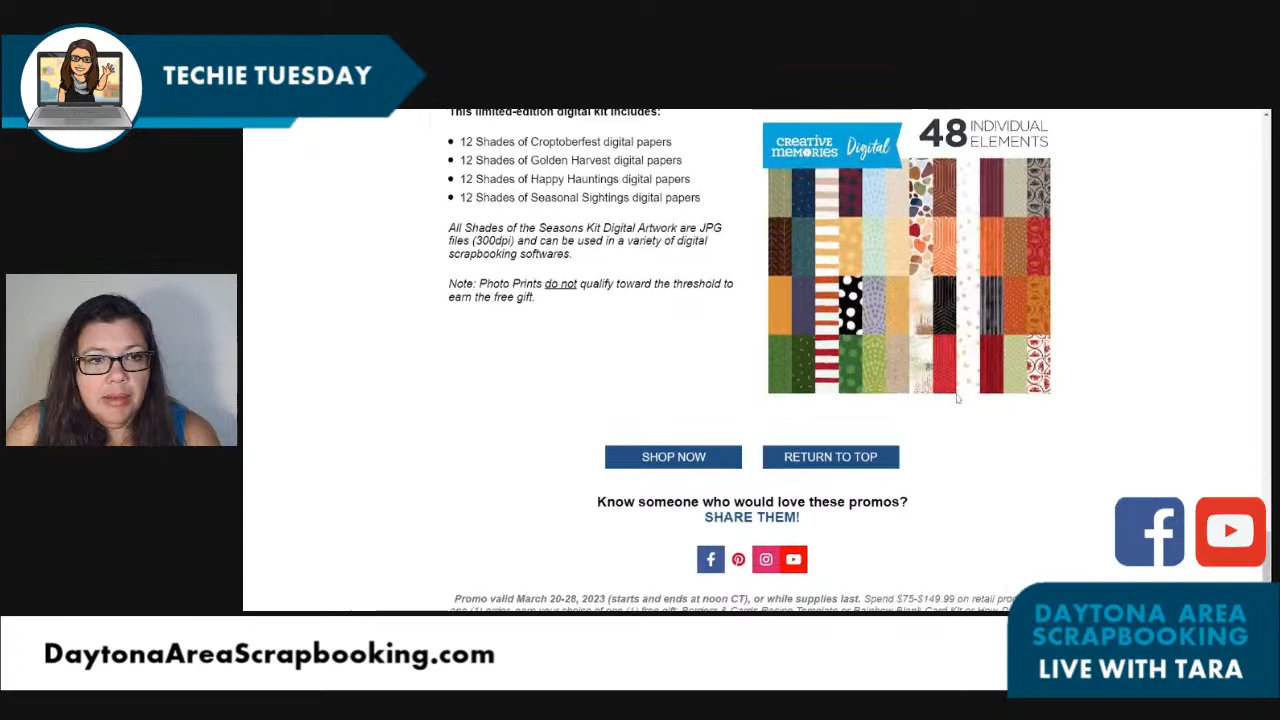 TECHIE TUESDAY
This limited-edition digital kit includes:
12 Shades of Croptoberfest digital papers
12 Shades of Golden Harvest digital papers
12 Shades of Happy Hauntings digital papers
12 Shades of Seasonal Sightings digital papers
All Shades of the Seasons Kit Digital Artwork are JPG
files (300dpi) and can be used in a variety of digital
scrapbooking softwares.
Note: Photo Prints do not qualify toward the threshold to
earn the free gift.
CREATIVE
MEMORIES
Digital
48 INDIVIDUAL
ELEMENTS
SHOP NOW
RETURN TO TOP
Know someone who would love these promos?
SHARE THEM!
Promo valid March 20-28, 2023 (starts and ends at noon CT), or while supplies last. Spend $75-$149.99 on retail
DAYTONA AREA
SCRAPBOOKING
LIVE WITH TARA
DaytonaAreaScrapbooking.com